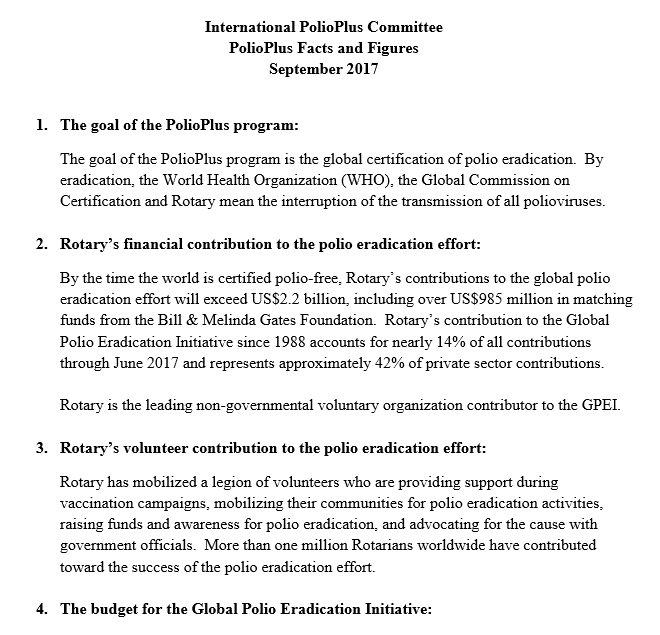 International PolioPlus Committee
PolioPlus Facts and Figures
September 2017
1. The goal of the PolioPlus program:
The goal of the PolioPlus program is the global certification of polio eradication. By
eradication, the World Health Organization (WHO), the Global Commission on
Certification and Rotary mean the interruption of the transmission of all polioviruses.
2. Rotary's financial contribution to the polio eradication effort:
By the time the world is certified polio-free, Rotary's contributions to the global polio
eradication effort will exceed US$2.2 billion, including over US$985 million in matching
funds from the Bill & Melinda Gates Foundation. Rotary's contribution to the Global
Polio Eradication Initiative since 1988 accounts for nearly 14% of all contributions
through June 2017 and represents approximately 42% of private sector contributions.
Rotary is the leading non-governmental voluntary organization contributor to the GPEI.
3. Rotary's volunteer contribution to the polio eradication effort:
Rotary has mobilized a legion of volunteers who are providing support during
vaccination campaigns, mobilizing their communities for polio eradication activities,
raising funds and awareness for polio eradication, and advocating for the cause with
government officials. More than one million Rotarians worldwide have contributed
toward the success of the polio eradication effort.
4. The budget for the Global Polio Eradication Initiative: